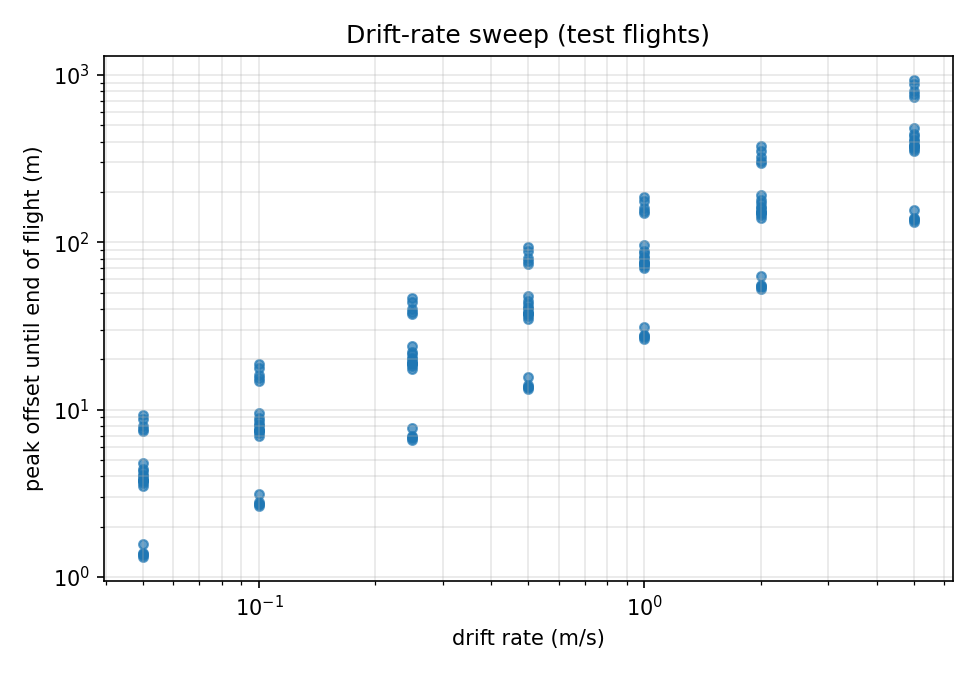 Drift-rate sweep (test flights)
peak offset until end of flight (m)
10³
10²
10¹
10⁰
10⁻¹
10⁰
drift rate (m/s)